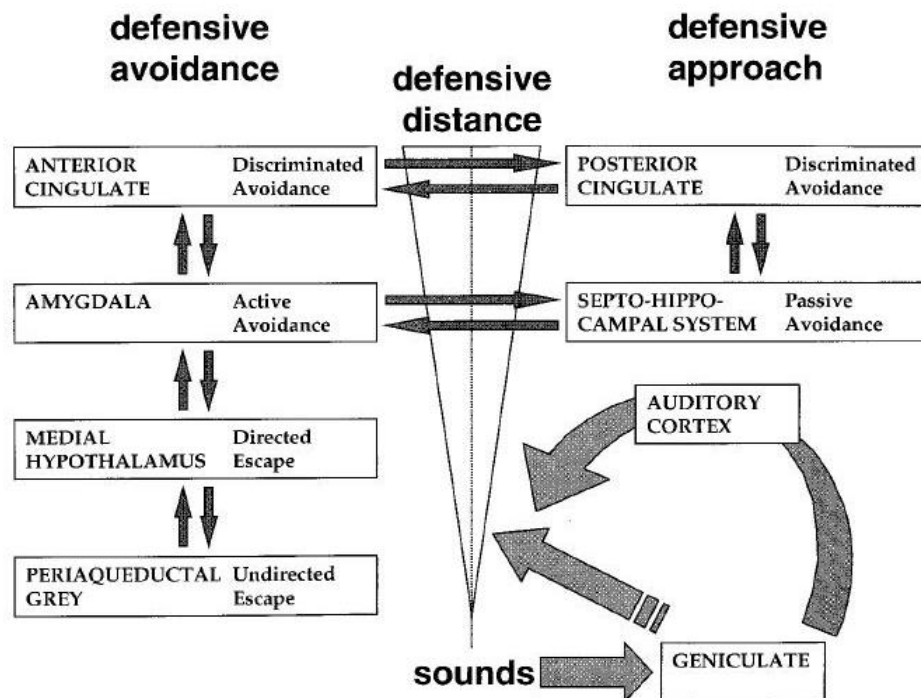 defensive
avoidance
defensive
distance
defensive
approach
ANTERIOR
CINGULATE
Discriminated
Avoidance
POSTERIOR
CINGULATE
Discriminated
Avoidance
AMYGDALA
Active
Avoidance
SEPTO-HIPPO-
CAMPAL SYSTEM
Passive
Avoidance
MEDIAL
HYPOTHALAMUS
Directed
Escape
AUDITORY
CORTEX
PERIAQUEDUCTAL
GREY
Undirected
Escape
sounds
GENICULATE